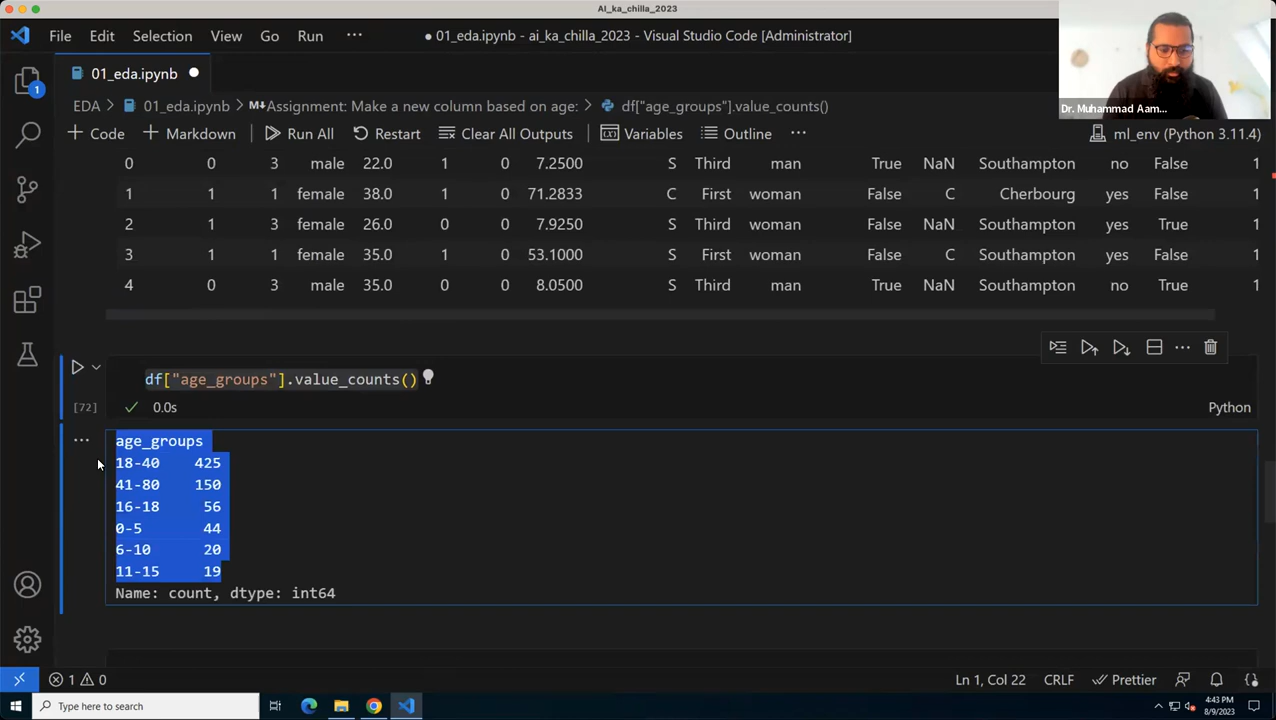 AI_ka_chilla_2023
File Edit Selection View Go Run ··· ● 01_eda.ipynb - ai_ka_chilla_2023 - Visual Studio Code [Administrator]
01_eda.ipynb ●
EDA > 01_eda.ipynb > M↓Assignment: Make a new column based on age: > df["age_groups"].value_counts()
+ Code + Markdown Run All Restart Clear All Outputs (x) Variables Outline ··· ml_env (Python 3.11.4)
Dr. Muhammad Aam...
1
0 0 3 male 22.0 1 0 7.2500 S Third man True NaN Southampton no False 1
1 1 1 female 38.0 1 0 71.2833 C First woman False C Cherbourg yes False 1
2 1 3 female 26.0 0 0 7.9250 S Third woman False NaN Southampton yes True 1
3 1 1 female 35.0 1 0 53.1000 S First woman False C Southampton yes False 1
4 0 3 male 35.0 0 0 8.0500 S Third man True NaN Southampton no True 1
df["age_groups"].value_counts()
[72] 0.0s Python
age_groups
18-40 425
41-80 150
16-18 56
0-5 44
6-10 20
11-15 19
Name: count, dtype: int64
1 0 Ln 1, Col 22 CRLF Prettier
Type here to search
4:43 PM
8/9/2023